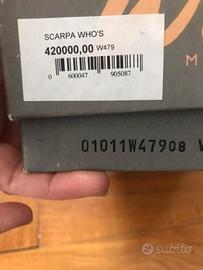 SCARPA WHO'S
420000,00 W479
0 600047 905087
M
01011W47908 V
subito